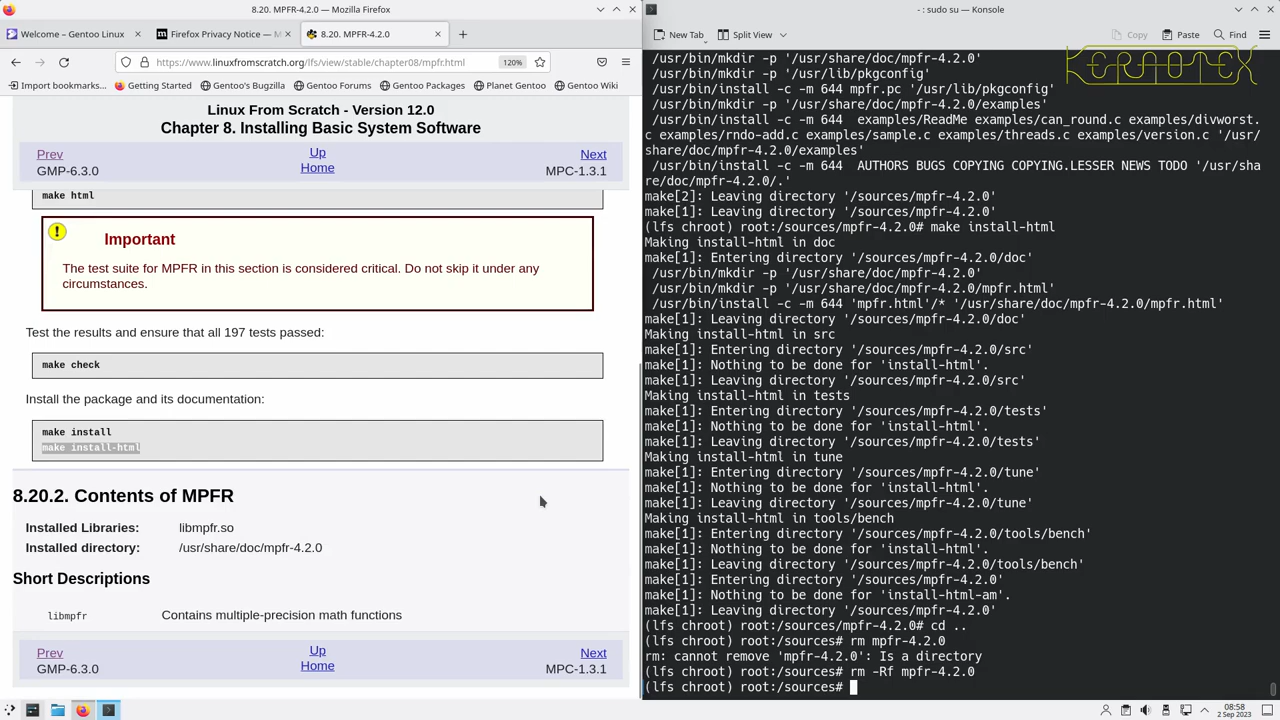 8.20. MPFR-4.2.0 — Mozilla Firefox
Welcome – Gentoo Linux
Firefox Privacy Notice — M
8.20. MPFR-4.2.0
https://www.linuxfromscratch.org/lfs/view/stable/chapter08/mpfr.html
120%
Import bookmarks...
Getting Started
Gentoo's Bugzilla
Gentoo Forums
Gentoo Packages
Planet Gentoo
Gentoo Wiki
Linux From Scratch - Version 12.0
Chapter 8. Installing Basic System Software
Prev
Up
Next
GMP-6.3.0
Home
MPC-1.3.1
make html
Important
The test suite for MPFR in this section is considered critical. Do not skip it under any
circumstances.
Test the results and ensure that all 197 tests passed:
make check
Install the package and its documentation:
make install
make install-html
8.20.2. Contents of MPFR
Installed Libraries: libmpfr.so
Installed directory: /usr/share/doc/mpfr-4.2.0
Short Descriptions
libmpfr Contains multiple-precision math functions
Prev
Up
Next
GMP-6.3.0
Home
MPC-1.3.1
- : sudo su — Konsole
New Tab
Split View
Copy
Paste
Find
KERNOTEX
/usr/bin/mkdir -p '/usr/share/doc/mpfr-4.2.0'
/usr/bin/mkdir -p '/usr/lib/pkgconfig'
/usr/bin/install -c -m 644 mpfr.pc '/usr/lib/pkgconfig'
/usr/bin/mkdir -p '/usr/share/doc/mpfr-4.2.0/examples'
/usr/bin/install -c -m 644  examples/ReadMe examples/can_round.c examples/divworst.
c examples/rndo-add.c examples/sample.c examples/threads.c examples/version.c '/usr/
share/doc/mpfr-4.2.0/examples'
/usr/bin/install -c -m 644  AUTHORS BUGS COPYING COPYING.LESSER NEWS TODO '/usr/sha
re/doc/mpfr-4.2.0/.'
make[2]: Leaving directory '/sources/mpfr-4.2.0'
make[1]: Leaving directory '/sources/mpfr-4.2.0'
(lfs chroot) root:/sources/mpfr-4.2.0# make install-html
Making install-html in doc
make[1]: Entering directory '/sources/mpfr-4.2.0/doc'
/usr/bin/mkdir -p '/usr/share/doc/mpfr-4.2.0'
/usr/bin/mkdir -p '/usr/share/doc/mpfr-4.2.0/mpfr.html'
/usr/bin/install -c -m 644 'mpfr.html'/* '/usr/share/doc/mpfr-4.2.0/mpfr.html'
make[1]: Leaving directory '/sources/mpfr-4.2.0/doc'
Making install-html in src
make[1]: Entering directory '/sources/mpfr-4.2.0/src'
make[1]: Nothing to be done for 'install-html'.
make[1]: Leaving directory '/sources/mpfr-4.2.0/src'
Making install-html in tests
make[1]: Entering directory '/sources/mpfr-4.2.0/tests'
make[1]: Nothing to be done for 'install-html'.
make[1]: Leaving directory '/sources/mpfr-4.2.0/tests'
Making install-html in tune
make[1]: Entering directory '/sources/mpfr-4.2.0/tune'
make[1]: Nothing to be done for 'install-html'.
make[1]: Leaving directory '/sources/mpfr-4.2.0/tune'
Making install-html in tools/bench
make[1]: Entering directory '/sources/mpfr-4.2.0/tools/bench'
make[1]: Nothing to be done for 'install-html'.
make[1]: Leaving directory '/sources/mpfr-4.2.0/tools/bench'
make[1]: Entering directory '/sources/mpfr-4.2.0'
make[1]: Nothing to be done for 'install-html-am'.
make[1]: Leaving directory '/sources/mpfr-4.2.0'
(lfs chroot) root:/sources/mpfr-4.2.0# cd ..
(lfs chroot) root:/sources# rm mpfr-4.2.0
rm: cannot remove 'mpfr-4.2.0': Is a directory
(lfs chroot) root:/sources# rm -Rf mpfr-4.2.0
(lfs chroot) root:/sources#
08:58
2 Sep 2023